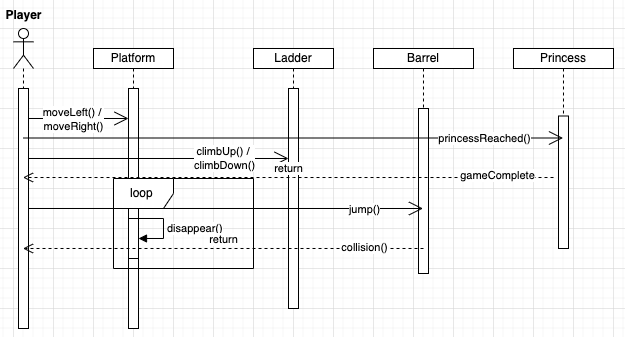 Player
Platform
Ladder
Barrel
Princess
moveLeft() /
moveRight()
princessReached()
climbUp() /
climbDown()
return
gameComplete
loop
jump()
disappear()
return
collision()